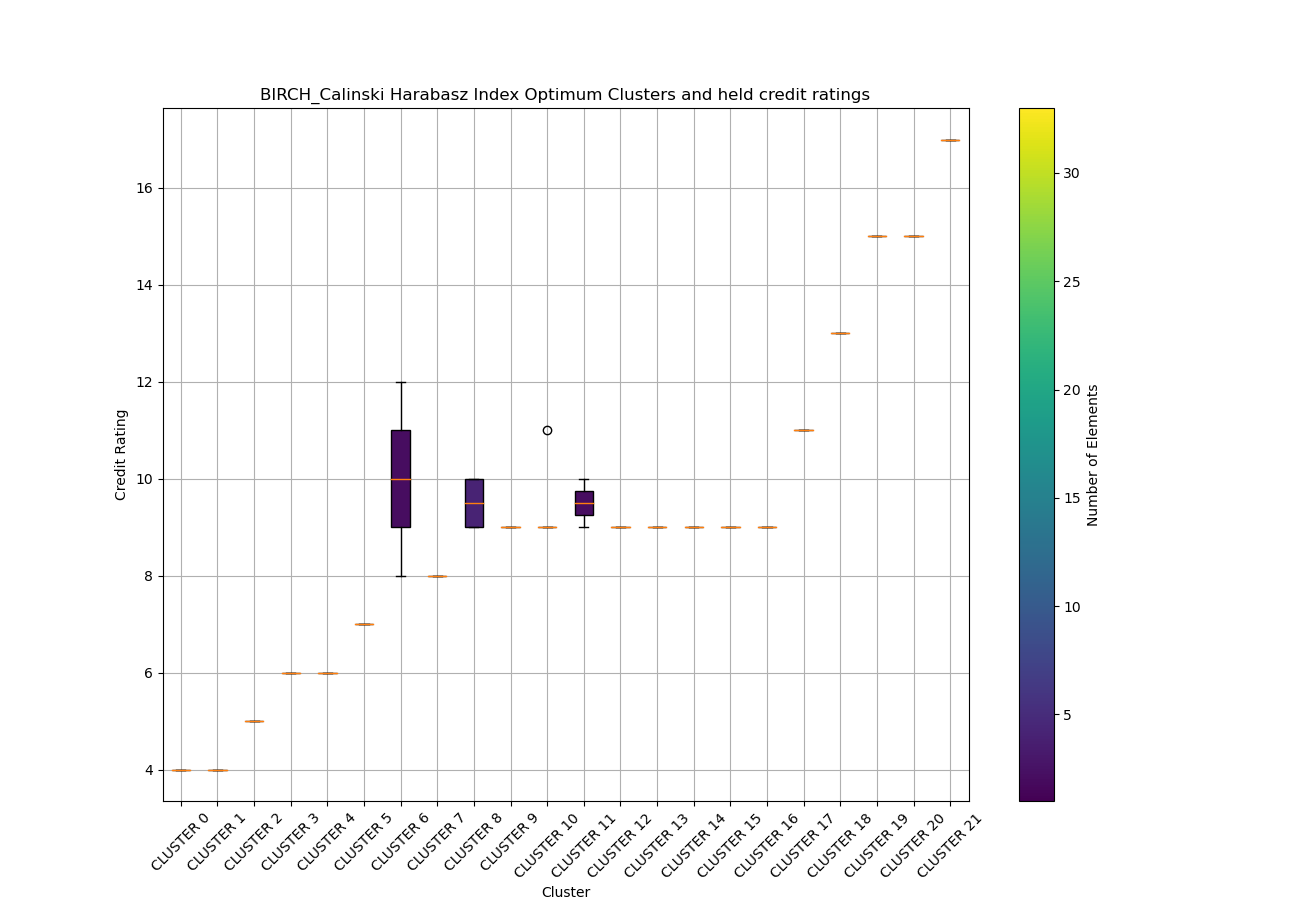 BIRCH_Calinski Harabasz Index Optimum Clusters and held credit ratings
Credit Rating
16
14
12
10
8
6
4
CLUSTER 0
CLUSTER 1
CLUSTER 2
CLUSTER 3
CLUSTER 4
CLUSTER 5
CLUSTER 6
CLUSTER 7
CLUSTER 8
CLUSTER 9
CLUSTER 10
CLUSTER 11
CLUSTER 12
CLUSTER 13
CLUSTER 14
CLUSTER 15
CLUSTER 16
CLUSTER 17
CLUSTER 18
CLUSTER 19
CLUSTER 20
CLUSTER 21
Cluster
30
25
20
15
10
5
Number of Elements